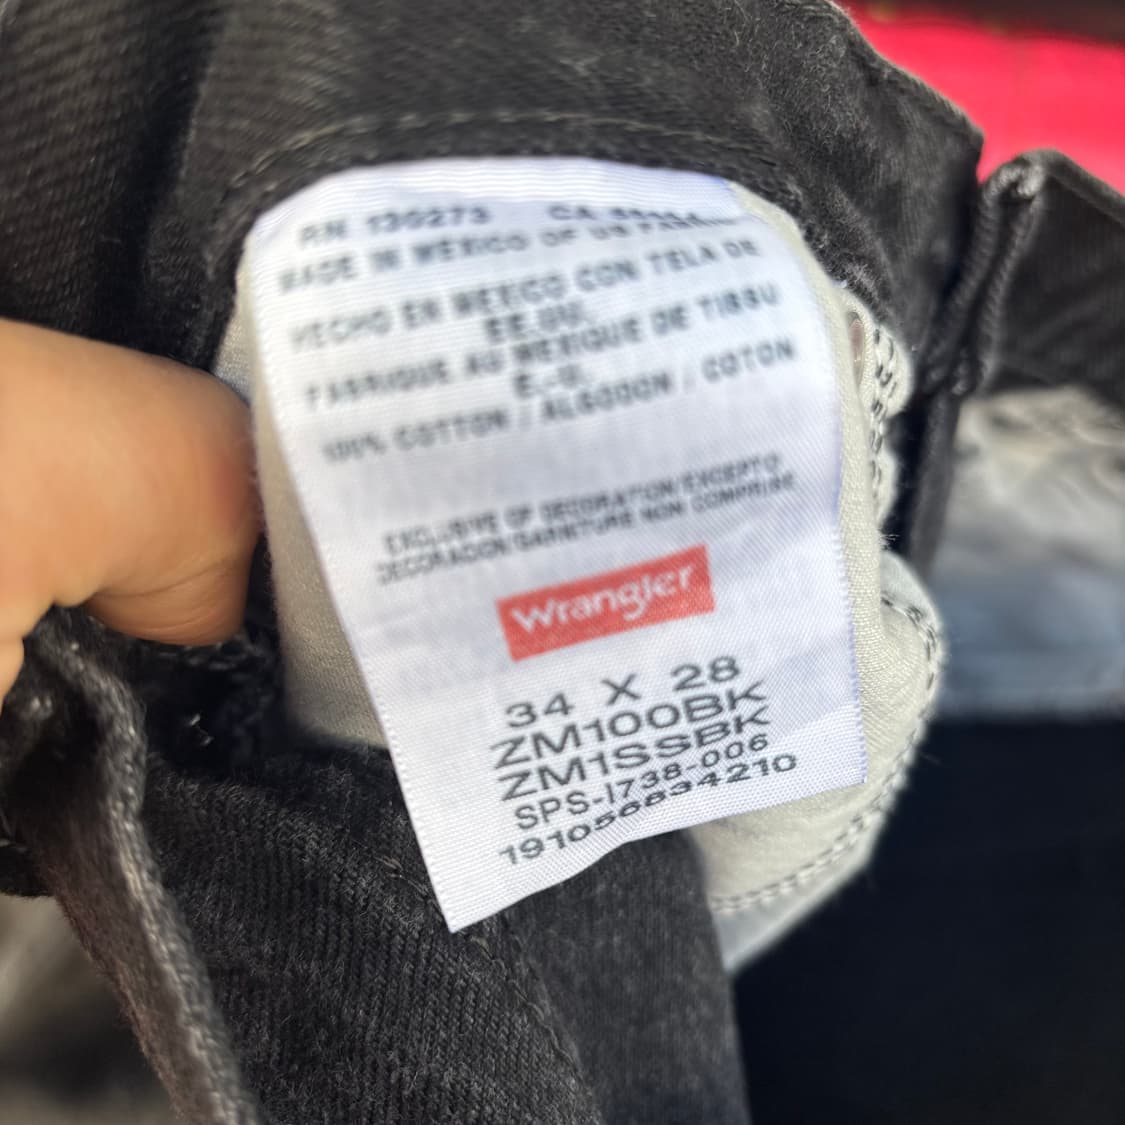 RN 130273 CA
MADE IN MEXICO OF US FABRIC
HECHO EN MEXICO CON TELA DE
EE.UU.
FABRIQUE AU MEXIQUE DE TISSU
E.-U.
100% COTTON / ALGODON / COTON
EXCLUSIVE OF DECORATION/EXCEPTO
DECORACION/GARNITURE NON COMPRISE
Wrangler
34 X 28
ZM100BK
ZM1SSBK
SPS-I738-006
191056834210